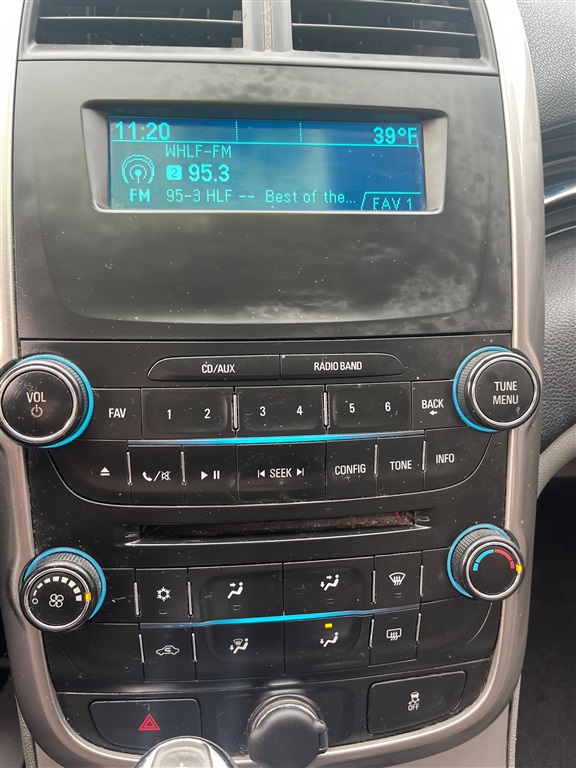 11:20 39°F
WHLF-FM
2 95.3
FM 95-3 HLF -- Best of the...
FAV 1
CD/AUX RADIO BAND
VOL
TUNE
MENU
FAV 1 2 3 4 5 6 BACK
SEEK CONFIG TONE INFO
OFF